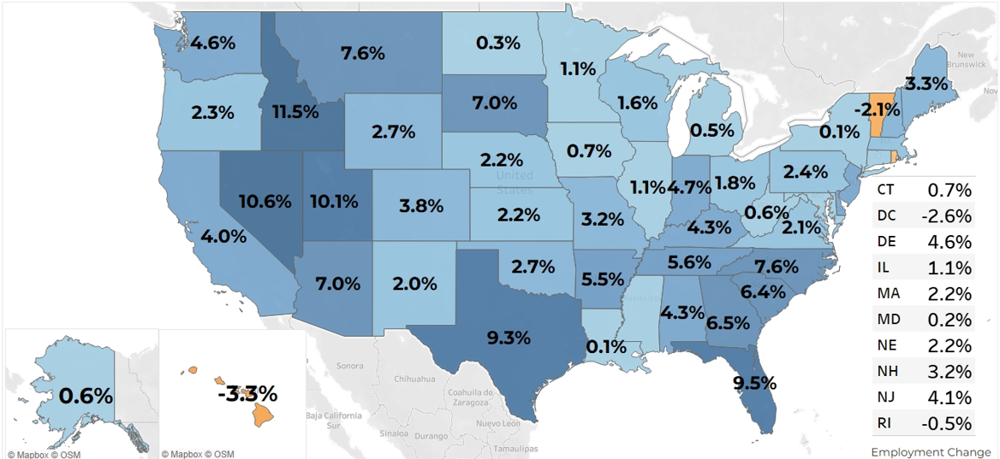 4.6%
7.6%
0.3%
1.1%
New
Brunswick
3.3%
2.3%
11.5%
7.0%
1.6%
-2.1%
2.7%
0.5%
0.1%
0.7%
2.2%
United
States
2.4%
10.6%
10.1%
3.8%
2.2%
1.1%
4.7%
1.8%
0.6%
2.1%
4.0%
3.2%
4.3%
7.0%
2.0%
2.7%
5.5%
5.6%
7.6%
6.4%
9.3%
0.1%
4.3%
6.5%
9.5%
Sonora
Chihuahua
Coahuila de
Zaragoza
Baja California
Sur
Sinaloa
Durango
Nuevo León
Tamaulipas
0.6%
-3.3%
© Mapbox © OSM
© Mapbox © OSM
CT 0.7%
DC -2.6%
DE 4.6%
IL 1.1%
MA 2.2%
MD 0.2%
NE 2.2%
NH 3.2%
NJ 4.1%
RI -0.5%
Employment Change